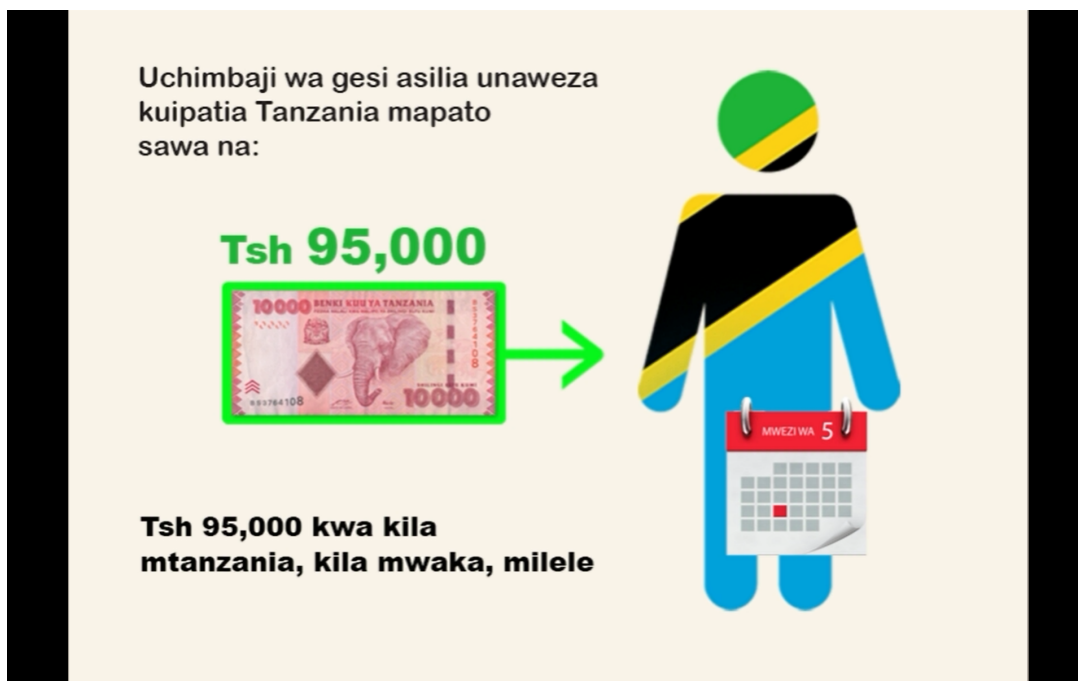 Uchimbaji wa gesi asilia unaweza
kuipatia Tanzania mapato
sawa na:
Tsh 95,000
10000 BENKI KUU YA TANZANIA
10000
MWEZI WA 5
Tsh 95,000 kwa kila
mtanzania, kila mwaka, milele